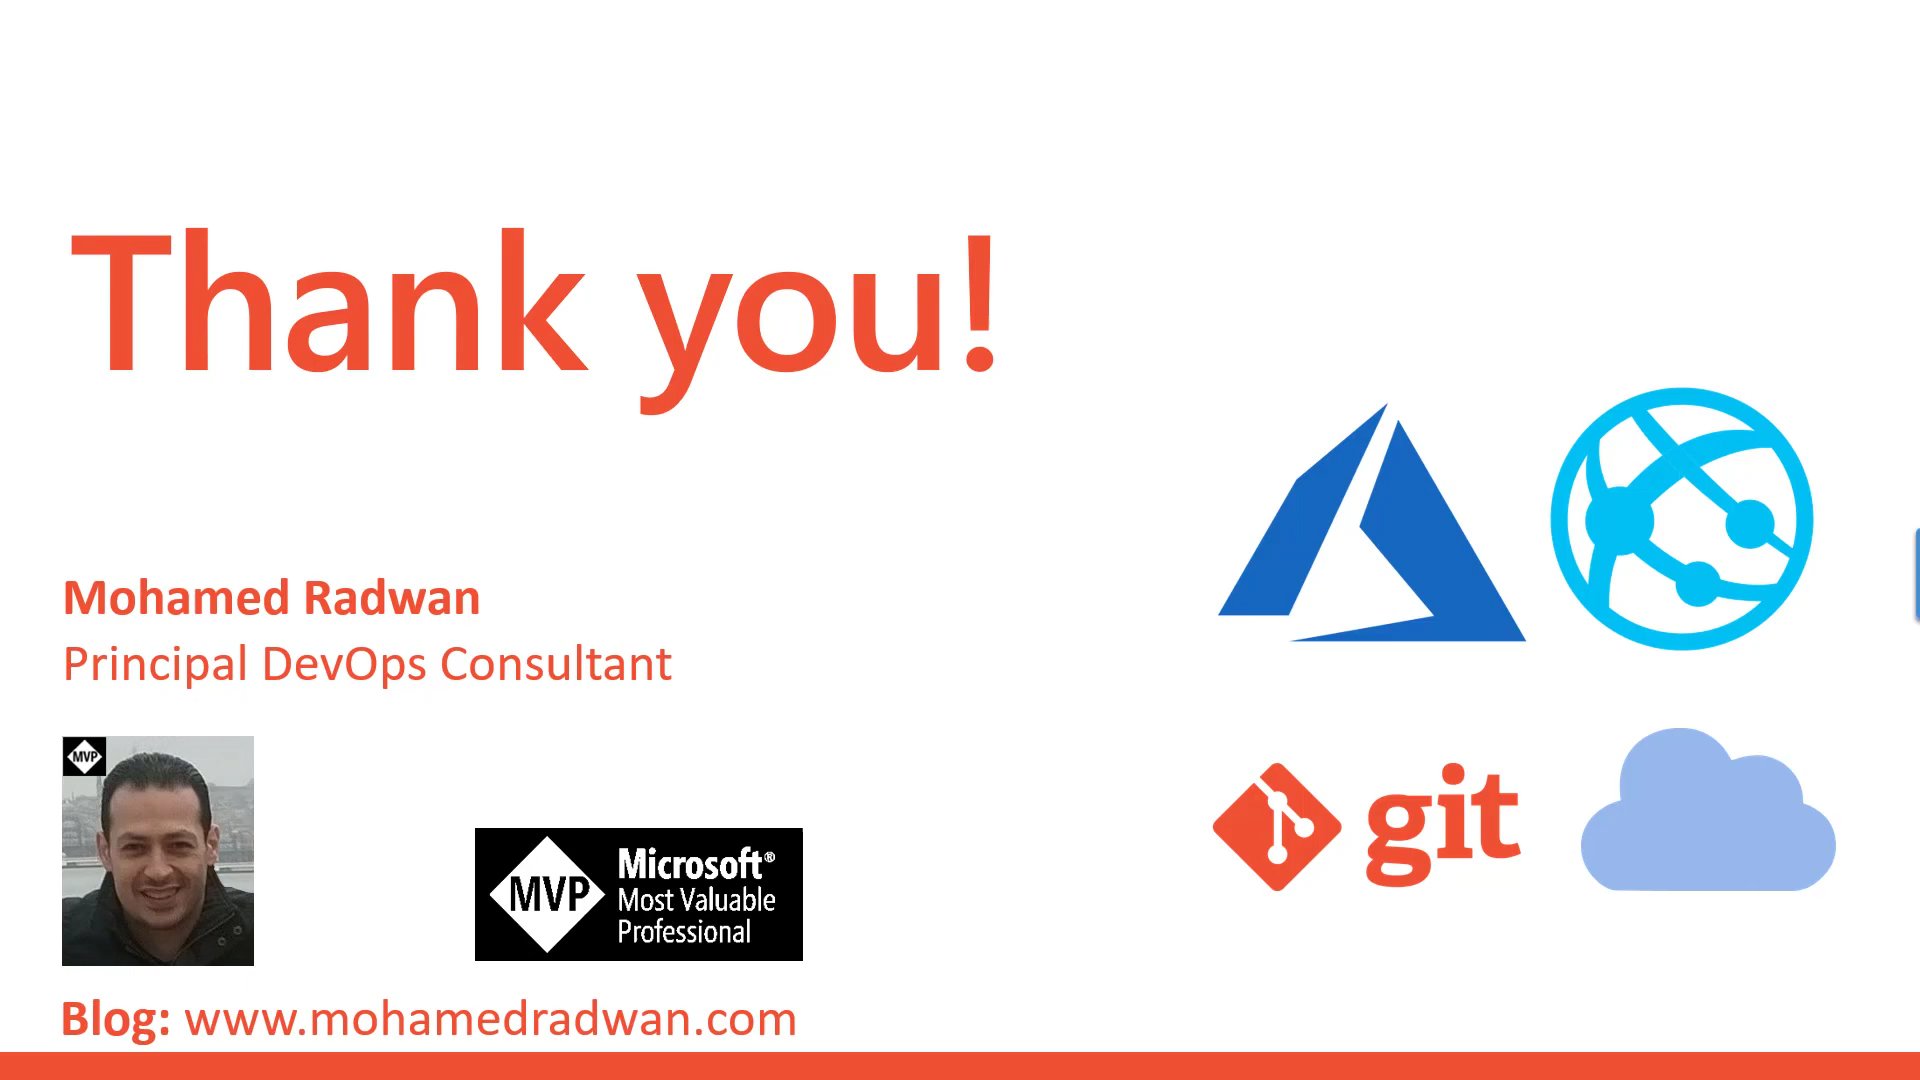 Thank you!
Mohamed Radwan
Principal DevOps Consultant
MVP
MVP
Microsoft®
Most Valuable
Professional
git
Blog: www.mohamedradwan.com